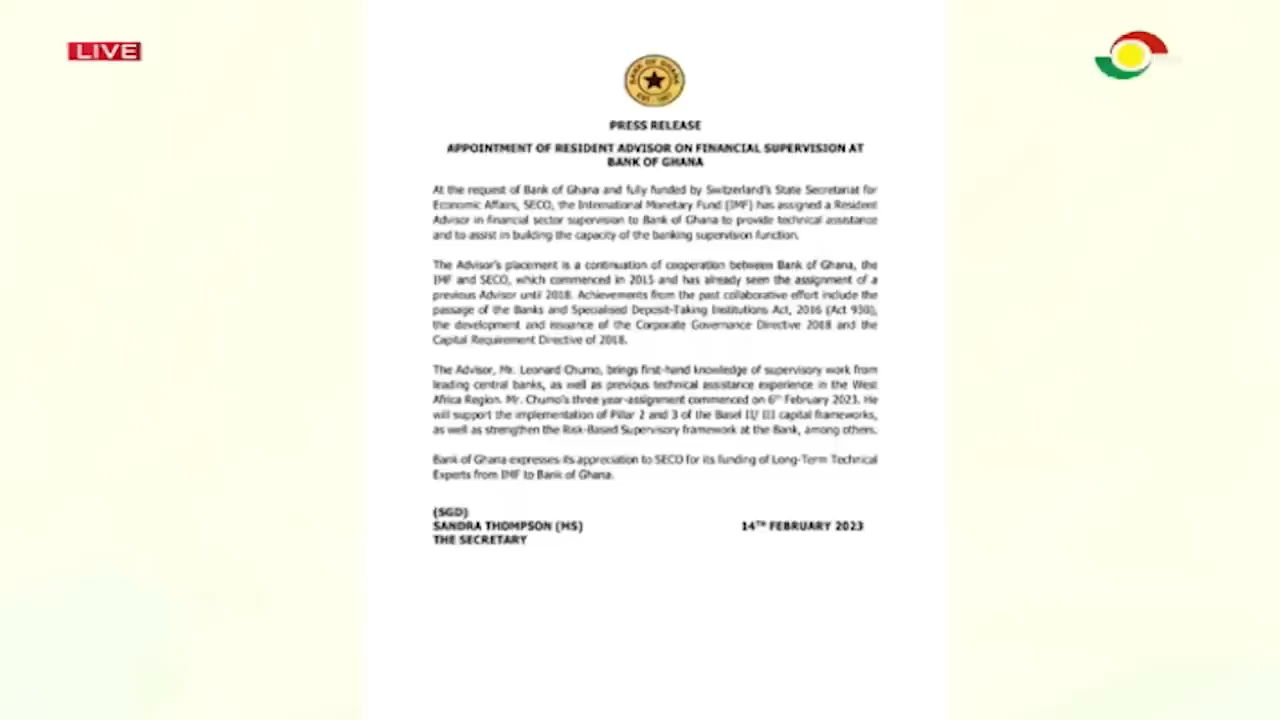 LIVE
BANK OF GHANA
EST. 1957
PRESS RELEASE
APPOINTMENT OF RESIDENT ADVISOR ON FINANCIAL SUPERVISION AT
BANK OF GHANA
At the request of Bank of Ghana and fully funded by Switzerland's State Secretariat for
Economic Affairs, SECO, the International Monetary Fund (IMF) has assigned a Resident
Advisor in financial sector supervision to Bank of Ghana to provide technical assistance
and to assist in building the capacity of the banking supervision function.
The Advisor's placement is a continuation of cooperation between Bank of Ghana, the
IMF and SECO, which commenced in 2015 and has already seen the assignment of a
previous Advisor until 2018. Achievements from the past collaborative effort include the
passage of the Banks and Specialised Deposit-Taking Institutions Act, 2016 (Act 930),
the development and issuance of the Corporate Governance Directive 2018 and the
Capital Requirement Directive of 2018.
The Advisor, Mr. Leonard Chumo, brings first-hand knowledge of supervisory work from
leading central banks, as well as previous technical assistance experience in the West
Africa Region. Mr. Chumo's three year-assignment commenced on 6th February 2023. He
will support the implementation of Pillar 2 and 3 of the Basel II/ III capital frameworks,
as well as strengthen the Risk-Based Supervisory framework at the Bank, among others.
Bank of Ghana expresses its appreciation to SECO for its funding of Long-Term Technical
Experts from IMF to Bank of Ghana.
(SGD)
SANDRA THOMPSON (MS) 14TH FEBRUARY 2023
THE SECRETARY